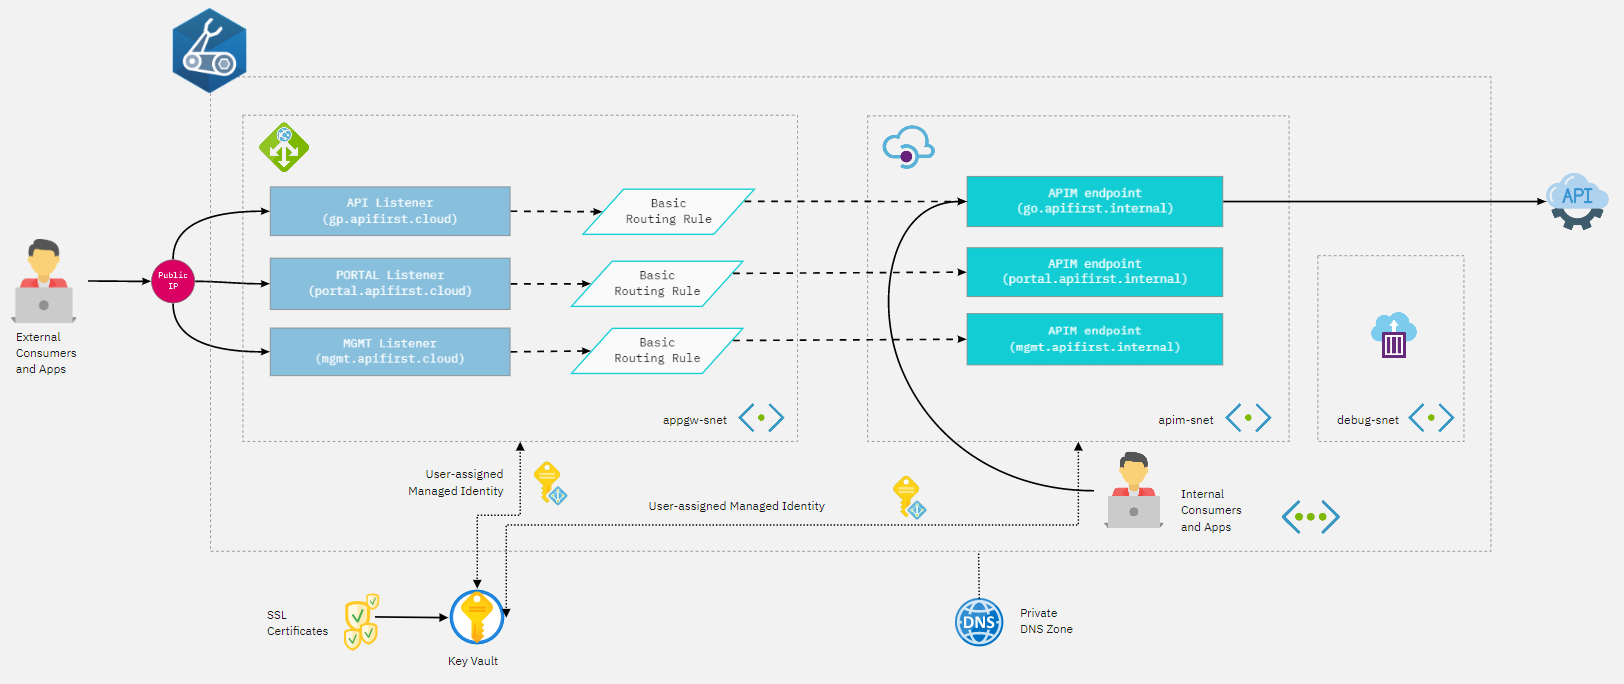 API Listener
(gp.apifirst.cloud)
Basic
Routing Rule
APIM endpoint
(go.apifirst.internal)
API
PORTAL Listener
(portal.apifirst.cloud)
Basic
Routing Rule
APIM endpoint
(portal.apifirst.internal)
Public
IP
MGMT Listener
(mgmt.apifirst.cloud)
Basic
Routing Rule
APIM endpoint
(mgmt.apifirst.internal)
External
Consumers
and Apps
appgw-snet
apim-snet
debug-snet
User-assigned
Managed Identity
User-assigned Managed Identity
Internal
Consumers
and Apps
SSL
Certificates
Key Vault
DNS
Private
DNS Zone